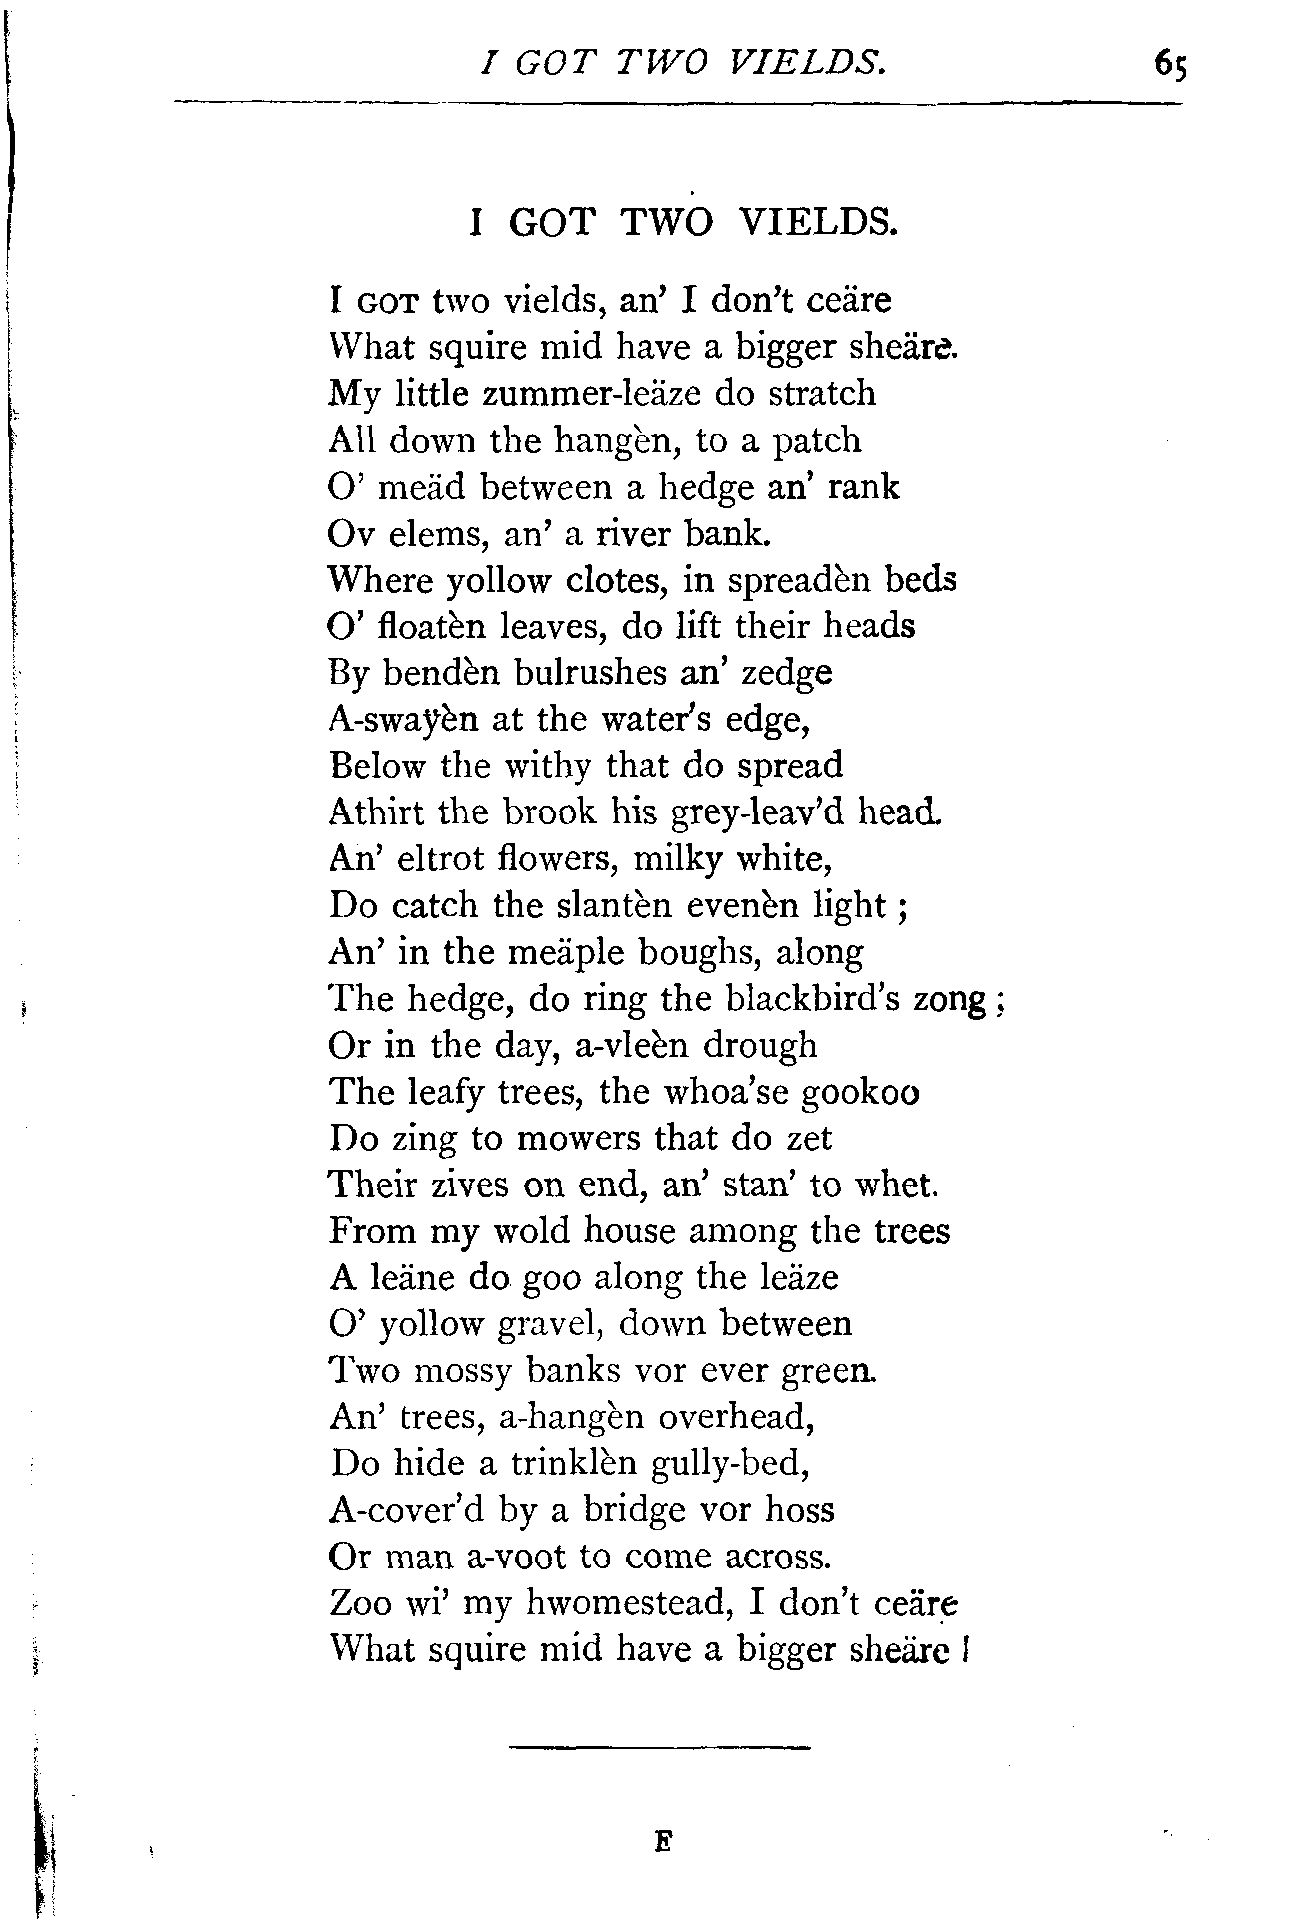 I GOT TWO VIELDS. 65
I GOT TWO VIELDS.
I GOT two vields, an' I don't ceäre
What squire mid have a bigger sheäre.
My little zummer-leäze do stratch
All down the hangèn, to a patch
O' meäd between a hedge an' rank
Ov elems, an' a river bank.
Where yollow clotes, in spreadèn beds
O' floatèn leaves, do lift their heads
By bendèn bulrushes an' zedge
A-swaÿèn at the water's edge,
Below the withy that do spread
Athirt the brook his grey-leav'd head.
An' eltrot flowers, milky white,
Do catch the slantèn evenèn light ;
An' in the meäple boughs, along
The hedge, do ring the blackbird's zong ;
Or in the day, a-vleèn drough
The leafy trees, the whoa'se gookoo
Do zing to mowers that do zet
Their zives on end, an' stan' to whet.
From my wold house among the trees
A leäne do goo along the leäze
O' yollow gravel, down between
Two mossy banks vor ever green.
An' trees, a-hangèn overhead,
Do hide a trinklèn gully-bed,
A-cover'd by a bridge vor hoss
Or man a-voot to come across.
Zoo wi' my hwomestead, I don't ceäre
What squire mid have a bigger sheäre !
E